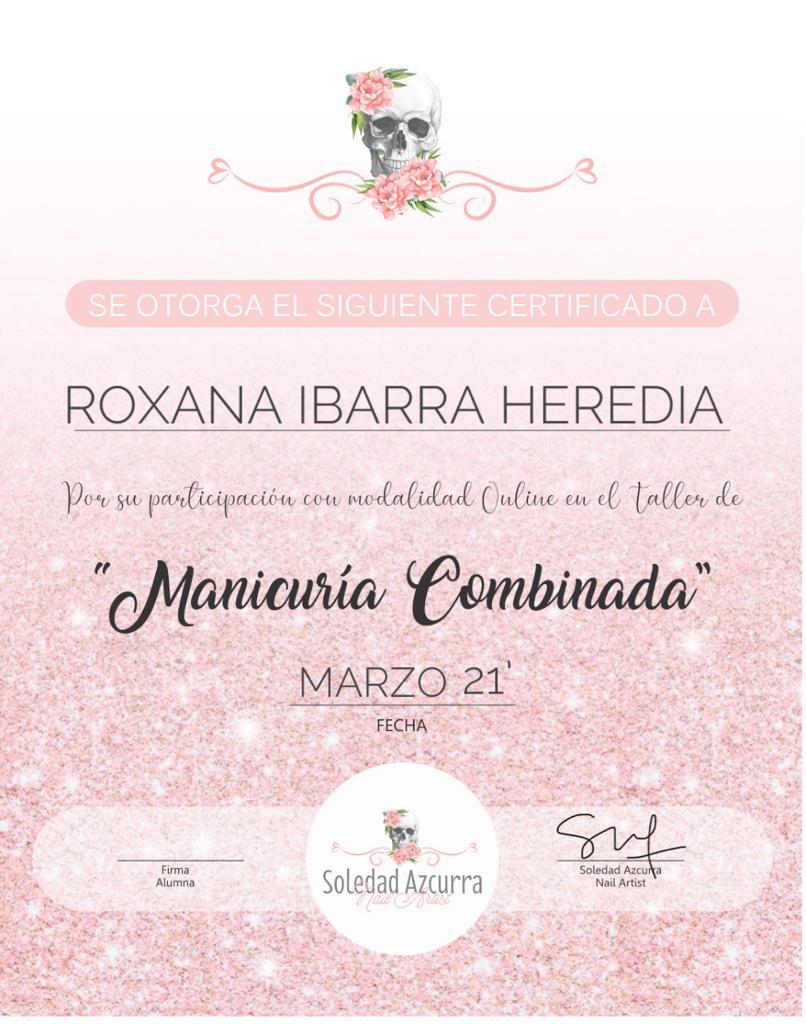 SE OTORGA EL SIGUIENTE CERTIFICADO A
ROXANA IBARRA HEREDIA
Por su participación con modalidad Online en el Taller de
"Manicuría Combinada"
MARZO 21'
FECHA
Firma
Alumna
Soledad Azcurra
Nail Artist
Soledad Azcurra
Nail Artist